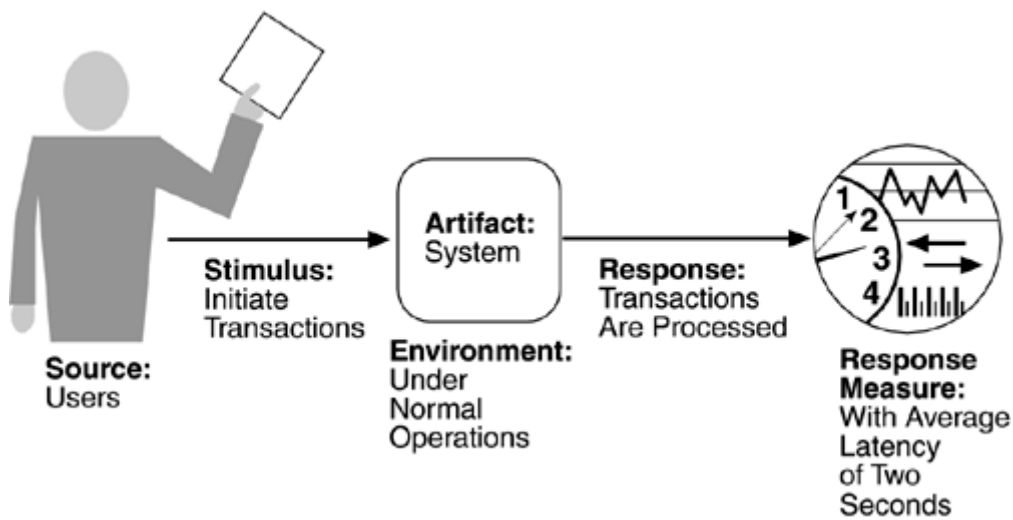 Source:
Users
Stimulus:
Initiate
Transactions
Artifact:
System
Environment:
Under
Normal
Operations
Response:
Transactions
Are Processed
1
2
3
4
Response
Measure:
With Average
Latency
of Two
Seconds